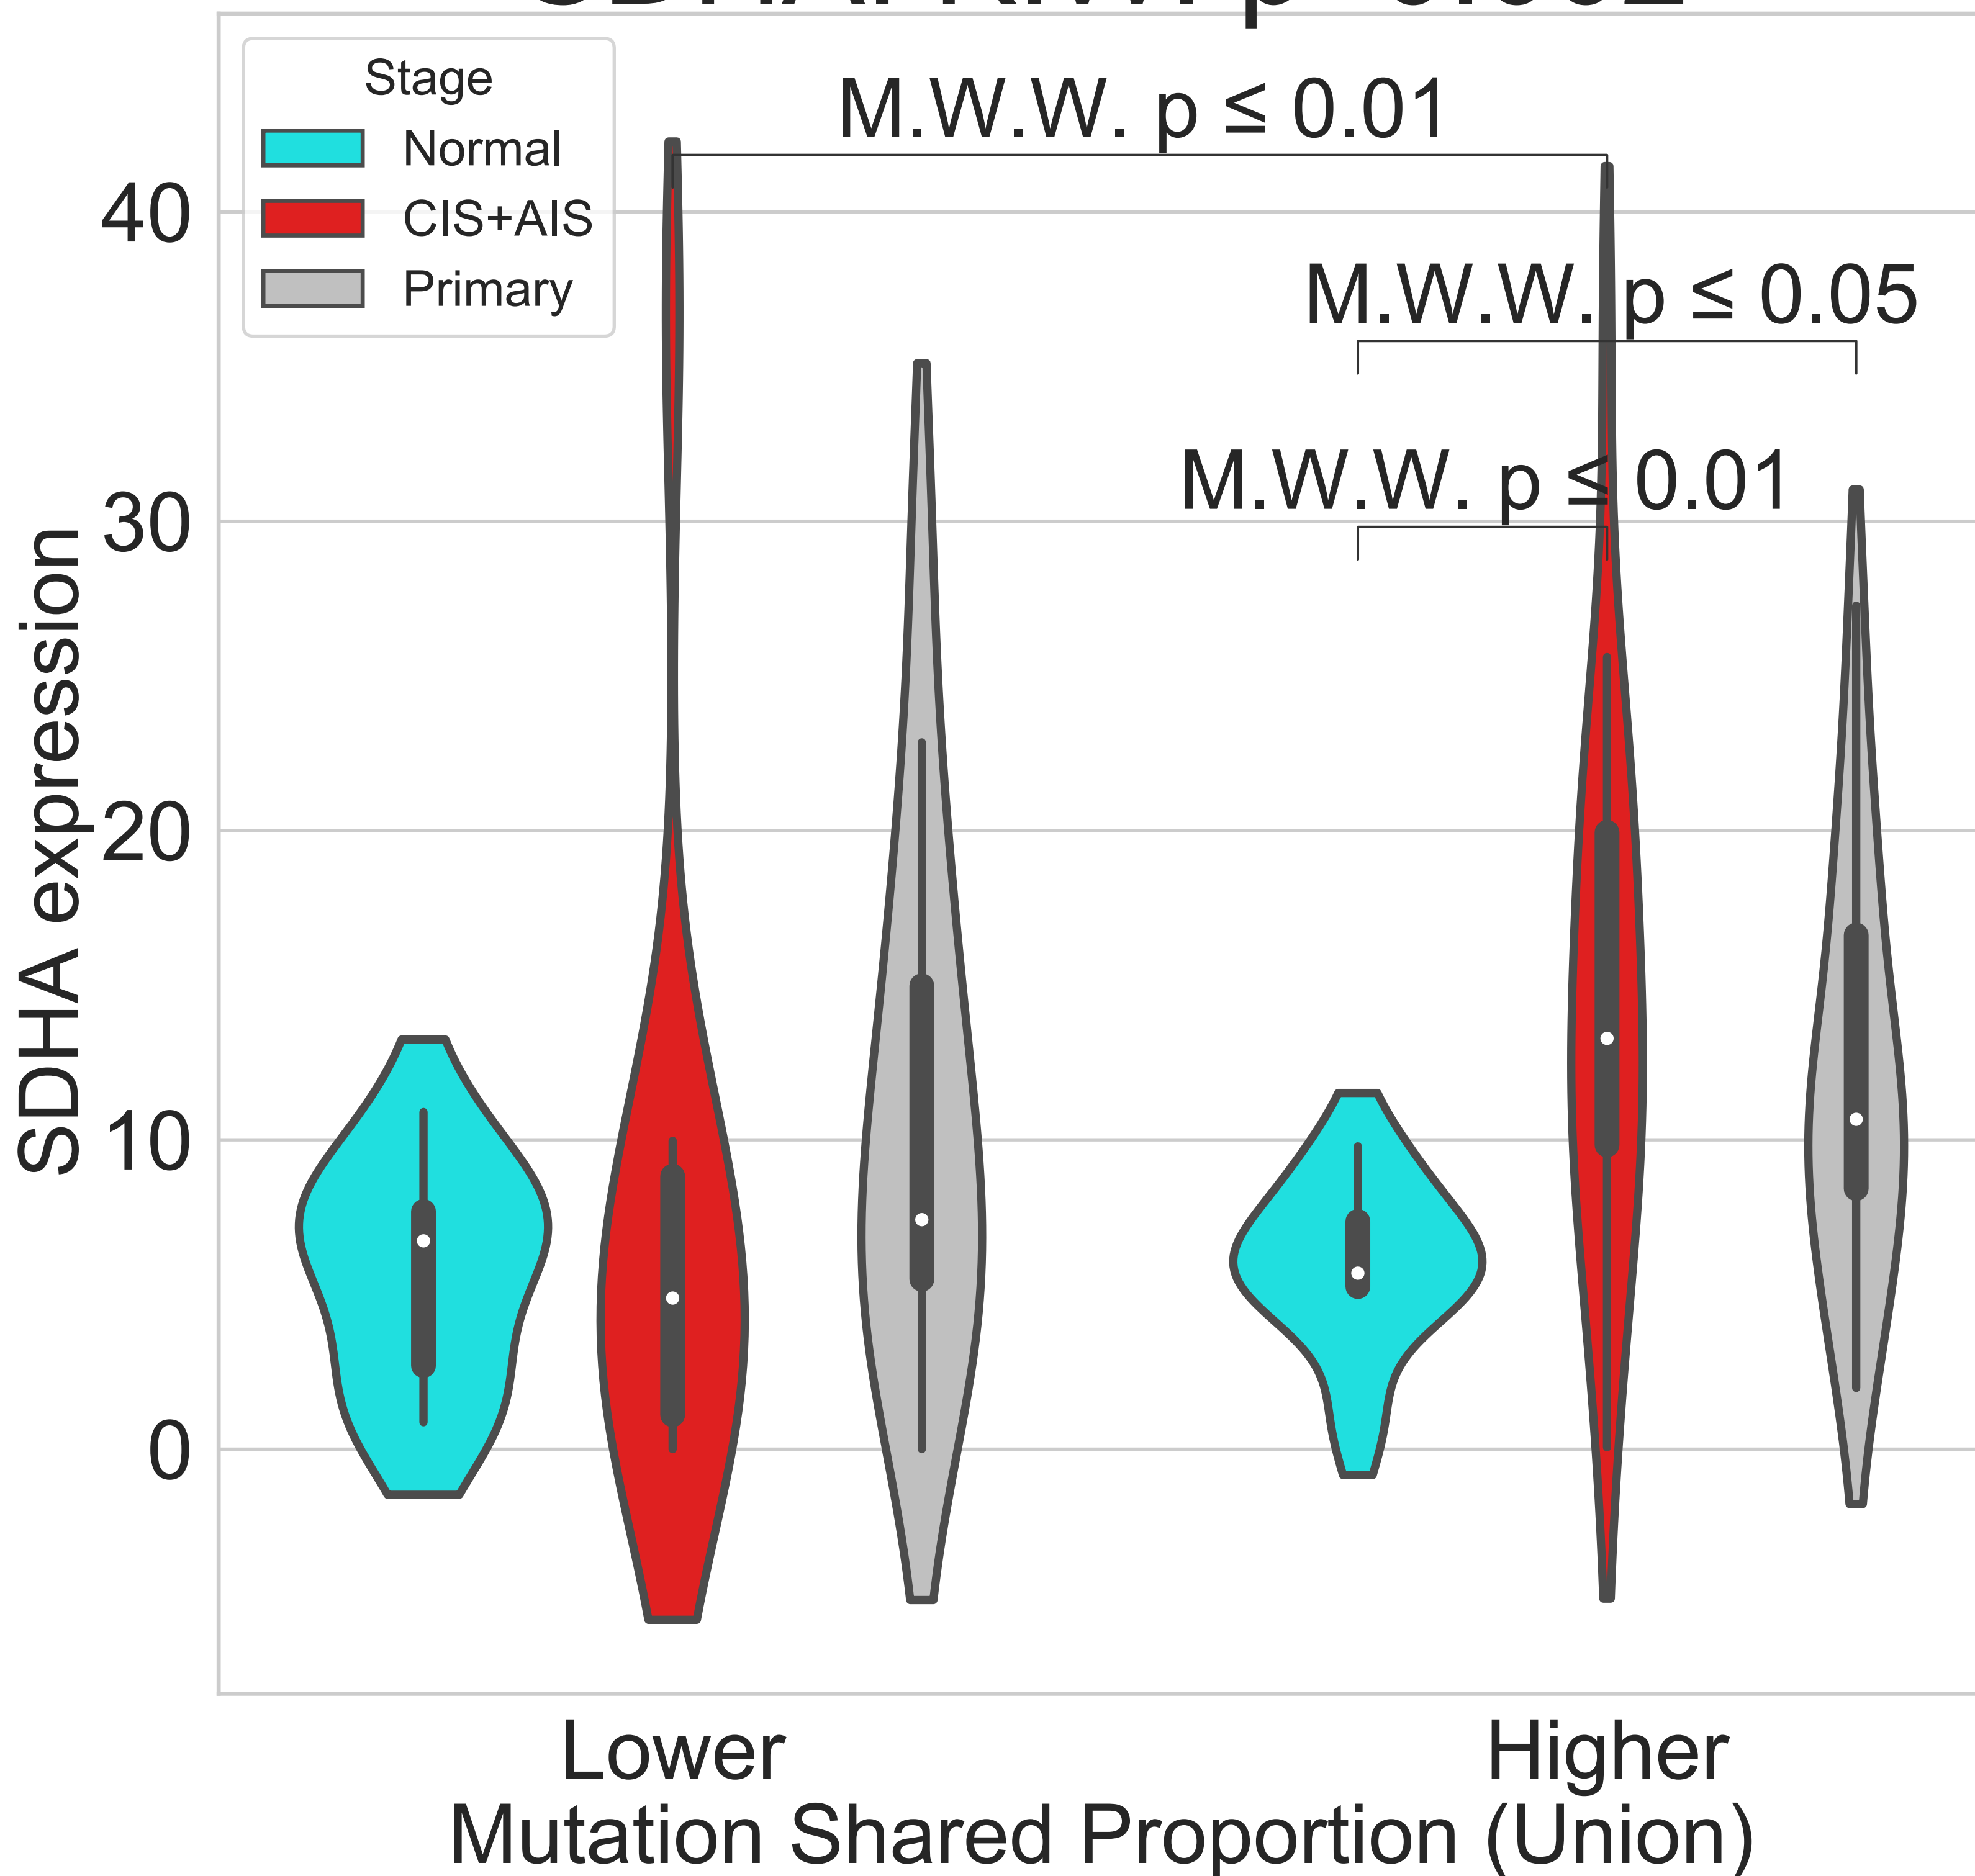 Stage
Normal
CIS+AIS
Primary
M.W.W. p ≤ 0.01
M.W.W. p ≤ 0.05
M.W.W. p ≤ 0.01
40
30
20
10
0
SDHA expression
Lower
Higher
Mutation Shared Proportion (Union)